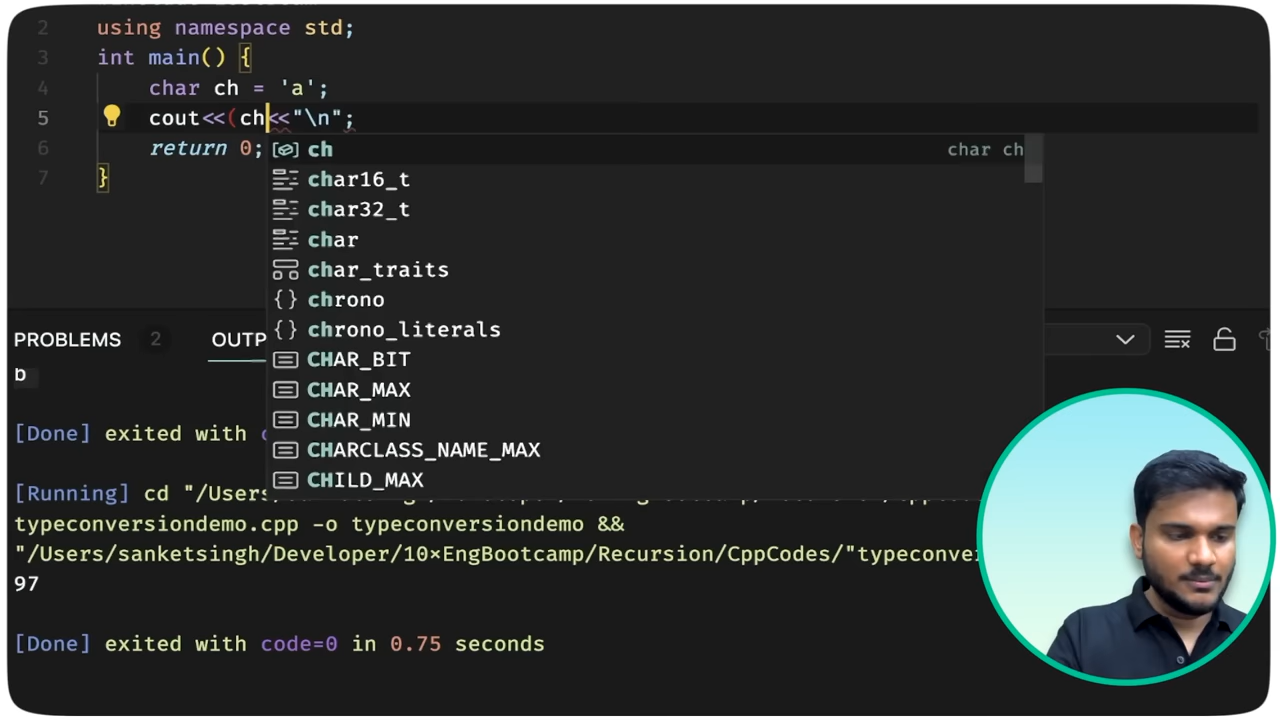 2 using namespace std;
3 int main() {
4 char ch = 'a';
5 cout<<(ch<<"\n";
6 return 0;
7 }
ch char ch
char16_t
char32_t
char
char_traits
chrono
chrono_literals
CHAR_BIT
CHAR_MAX
CHAR_MIN
CHARCLASS_NAME_MAX
CHILD_MAX
PROBLEMS 2 OUTP
b
[Done] exited with
[Running] cd "/Users
typeconversiondemo.cpp -o typeconversiondemo &&
"/Users/sanketsingh/Developer/10×EngBootcamp/Recursion/CppCodes/"typeconve
97
[Done] exited with code=0 in 0.75 seconds